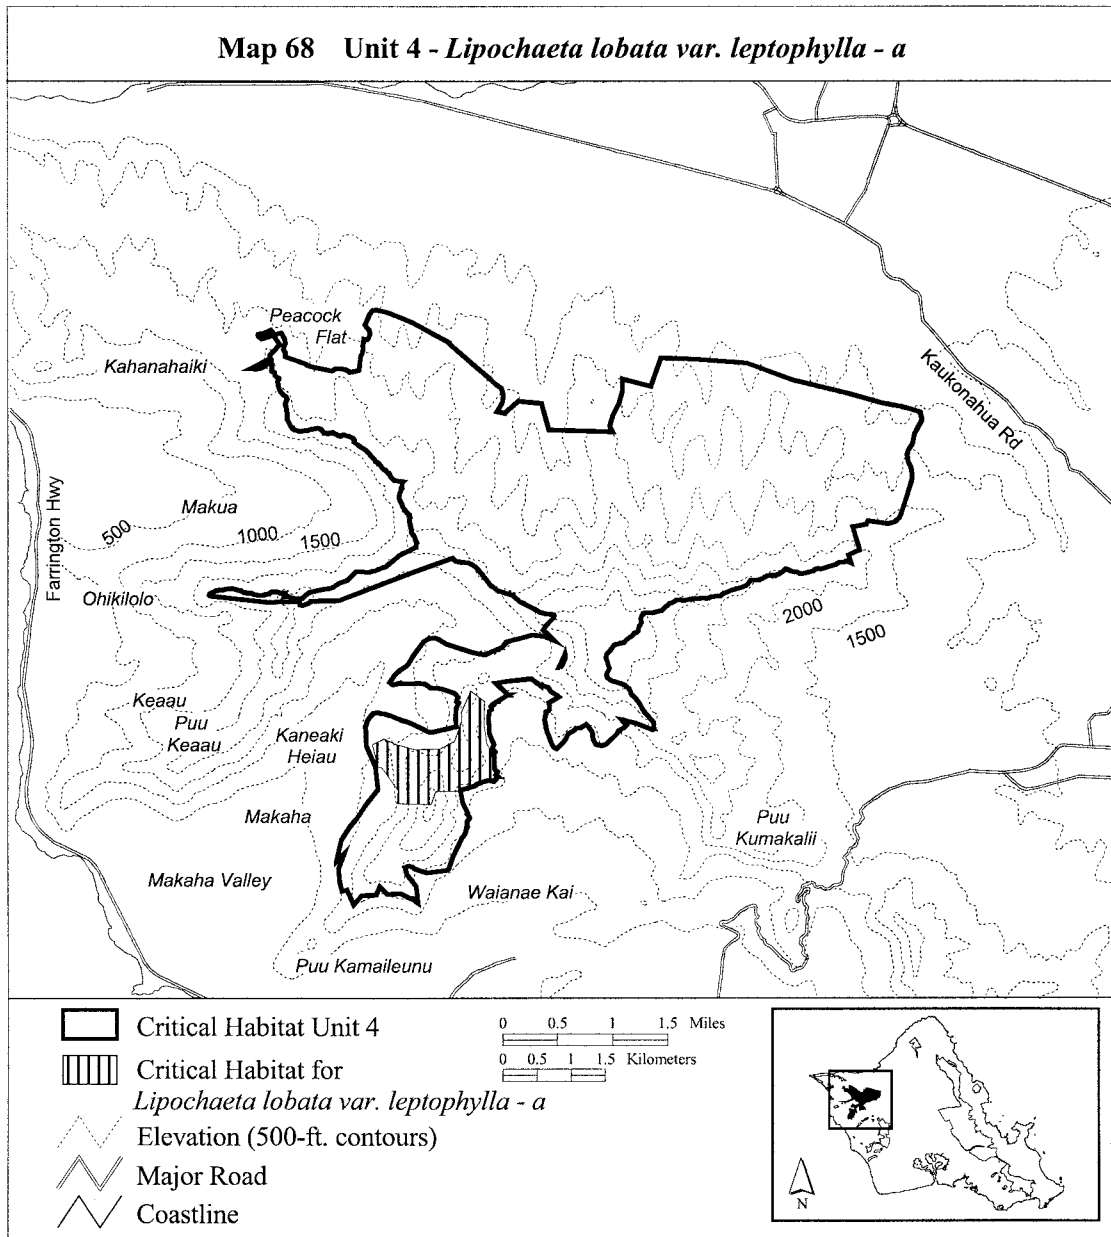 Map 68 Unit 4 - Lipochaeta lobata var. leptophylla - a
Peacock
Flat
Kahanahaiki
Kaukonahua Rd
Farrington Hwy
Makua
500
1000
1500
Ohikilolo
2000
1500
Keaau
Puu
Keaau
Kaneaki
Heiau
Makaha
Puu
Kumakalii
Makaha Valley
Waianae Kai
Puu Kamaileunu
Critical Habitat Unit 4
Critical Habitat for
Lipochaeta lobata var. leptophylla - a
Elevation (500-ft. contours)
Major Road
Coastline
0 0.5 1 1.5 Miles
0 0.5 1 1.5 Kilometers
N